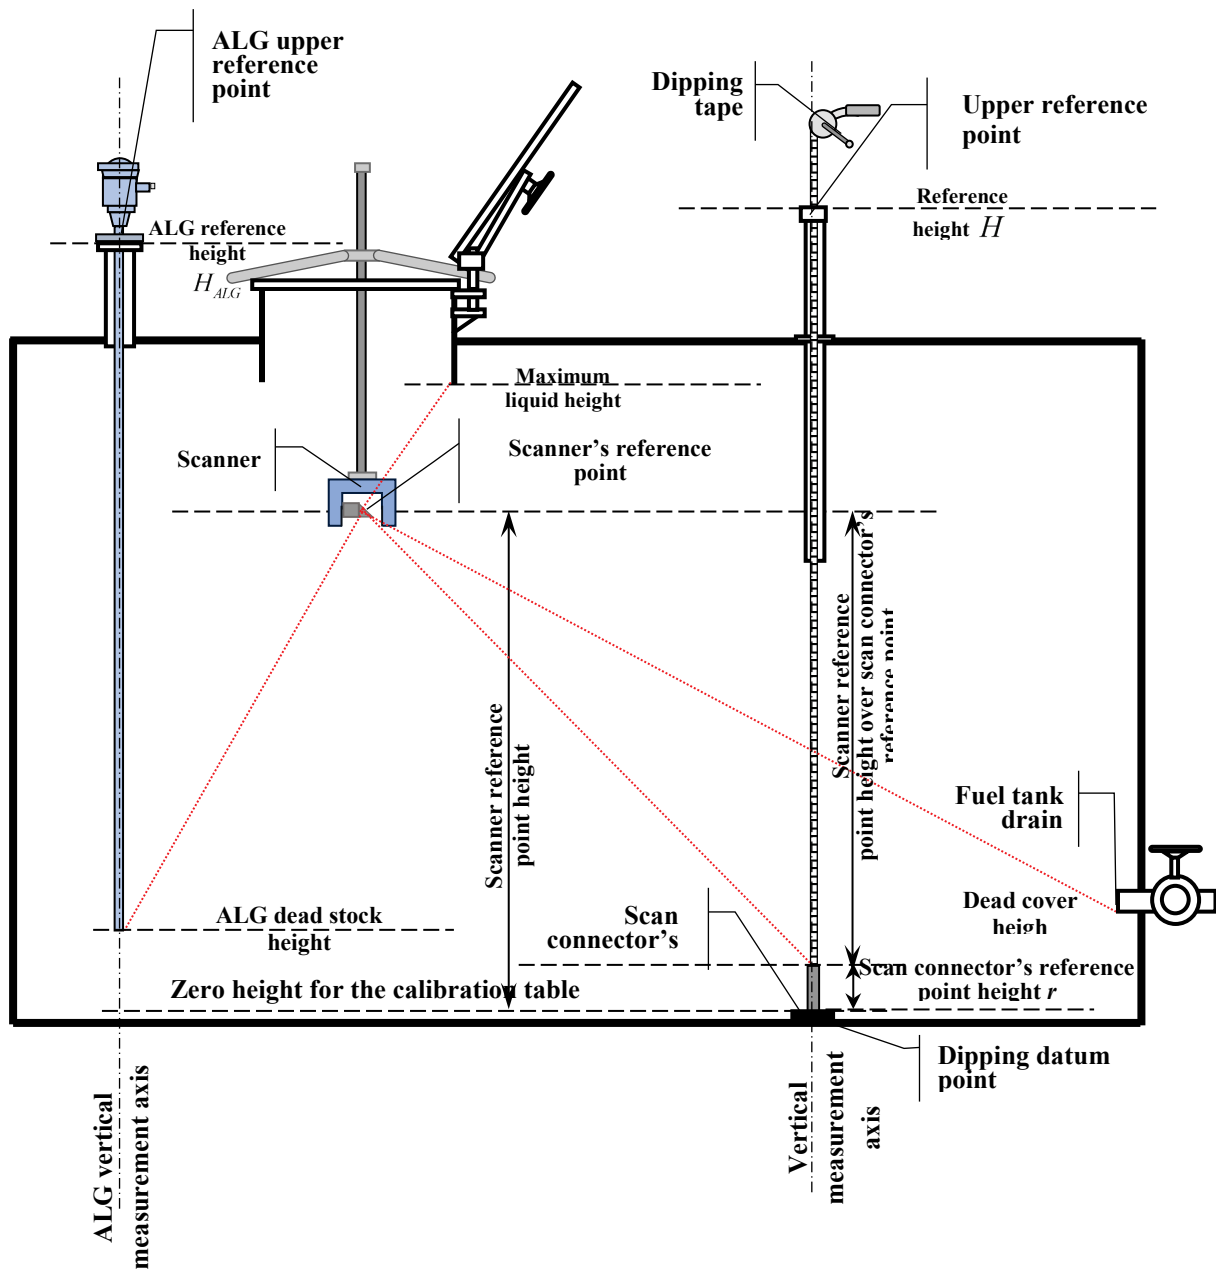 ALG upper
reference
point
Dipping
tape
Upper reference
point
Reference
height H
ALG reference
height
H ALG
Maximum
liquid height
Scanner
Scanner's reference
point
Scanner reference
point height
Scanner reference
point height over scan connector's
reference point
Fuel tank
drain
Dead cover
heigh
ALG dead stock
height
Scan
connector's
Scan connector's reference
point height r
Zero height for the calibration table
Dipping datum
point
ALG vertical
measurement axis
Vertical
measurement
axis